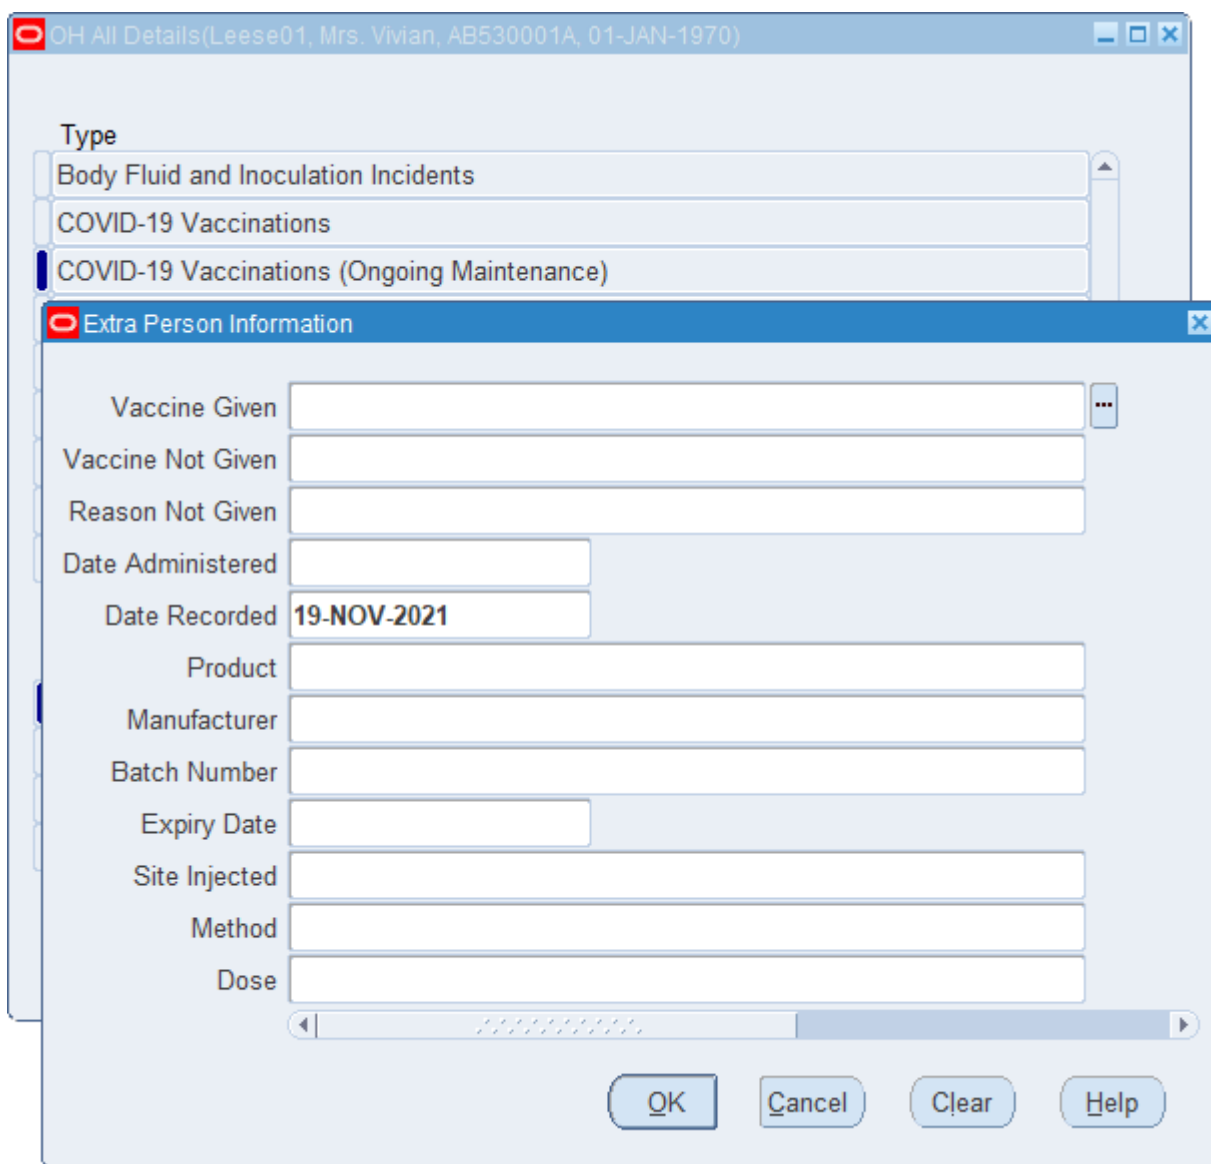 OH All Details(Leese01, Mrs. Vivian, AB530001A, 01-JAN-1970)
Type
Body Fluid and Inoculation Incidents
COVID-19 Vaccinations
COVID-19 Vaccinations (Ongoing Maintenance)
Extra Person Information
Vaccine Given
Vaccine Not Given
Reason Not Given
Date Administered
Date Recorded 19-NOV-2021
Product
Manufacturer
Batch Number
Expiry Date
Site Injected
Method
Dose
OK Cancel Clear Help